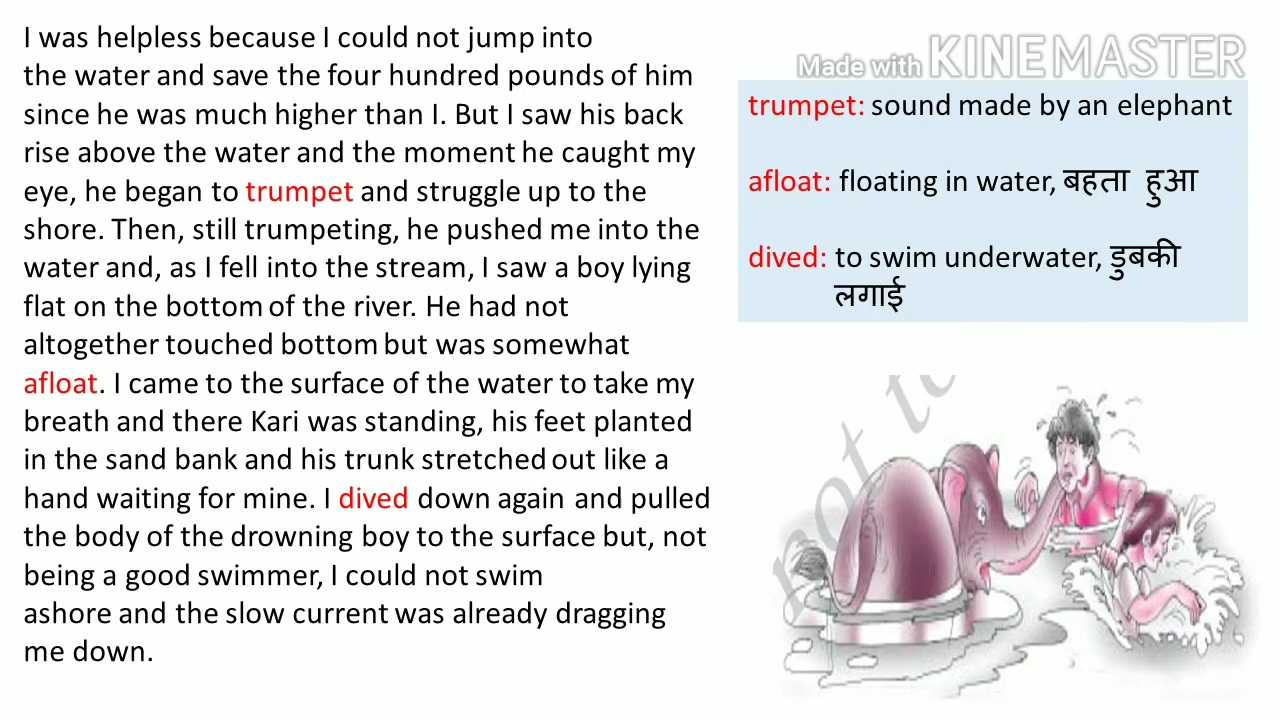 I was helpless because I could not jump into
the water and save the four hundred pounds of him
since he was much higher than I. But I saw his back
rise above the water and the moment he caught my
eye, he began to trumpet and struggle up to the
shore. Then, still trumpeting, he pushed me into the
water and, as I fell into the stream, I saw a boy lying
flat on the bottom of the river. He had not
altogether touched bottom but was somewhat
afloat. I came to the surface of the water to take my
breath and there Kari was standing, his feet planted
in the sand bank and his trunk stretched out like a
hand waiting for mine. I dived down again and pulled
the body of the drowning boy to the surface but, not
being a good swimmer, I could not swim
ashore and the slow current was already dragging
me down.
Made with KINEMASTER
trumpet: sound made by an elephant
afloat: floating in water, बहता हुआ
dived: to swim underwater, डुबकी
लगाई
not